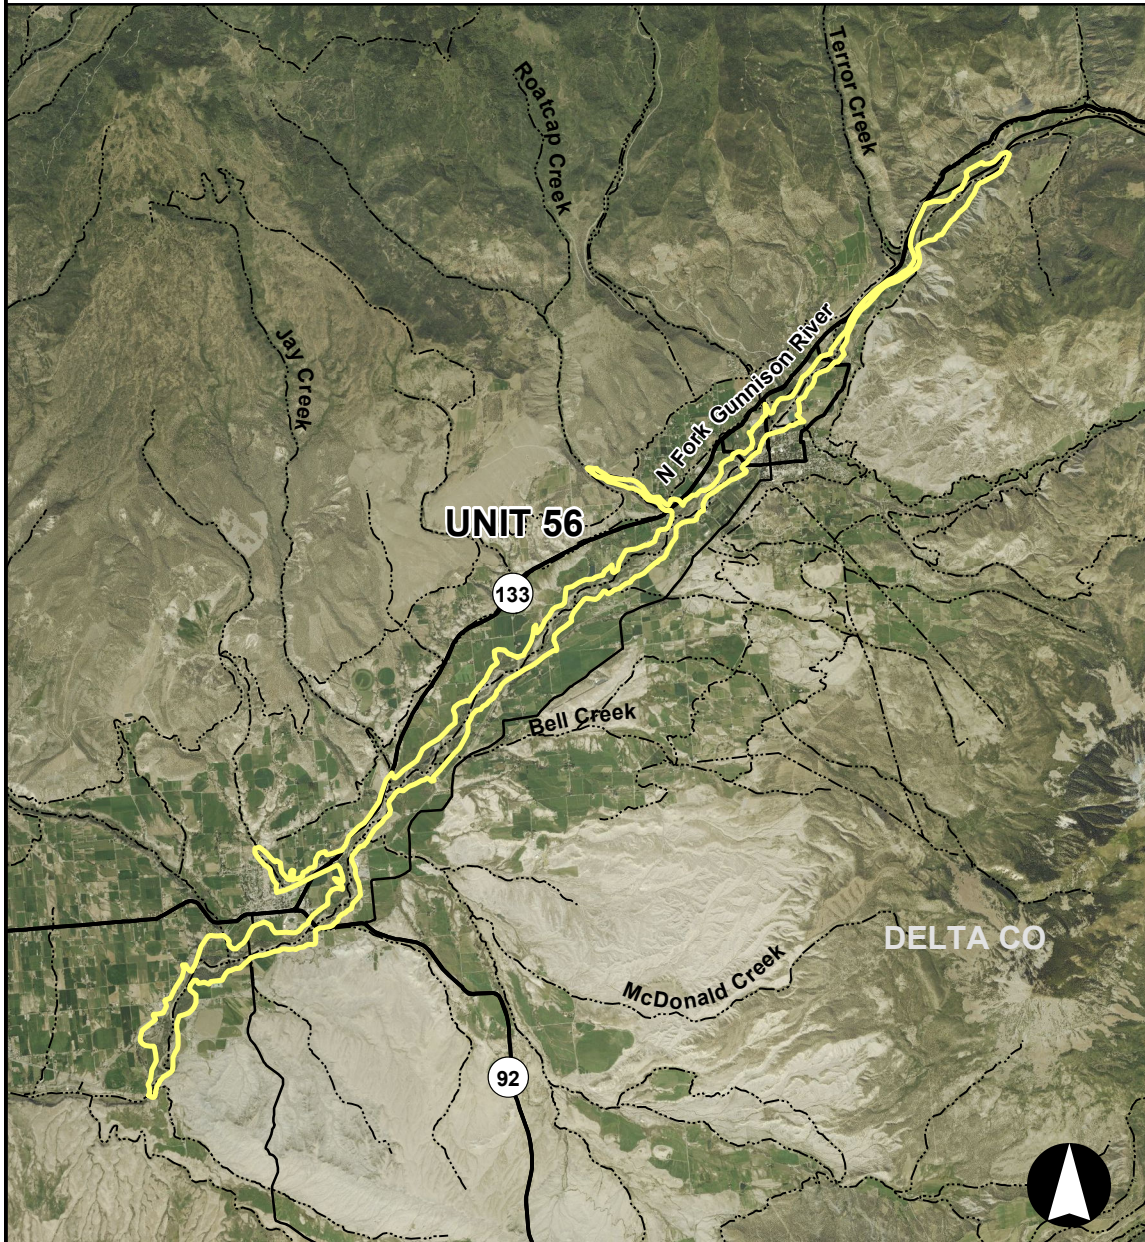 Terror Creek
Roatcap Creek
Jay Creek
N Fork Gunnison River
UNIT 56
133
Bell Creek
DELTA CO
McDonald Creek
92